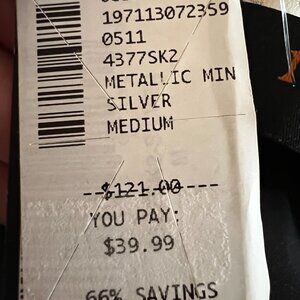 197113072359
0511
4377SK2
METALLIC MIN
SILVER
MEDIUM
$121.00
YOU PAY:
$39.99
66% SAVINGS